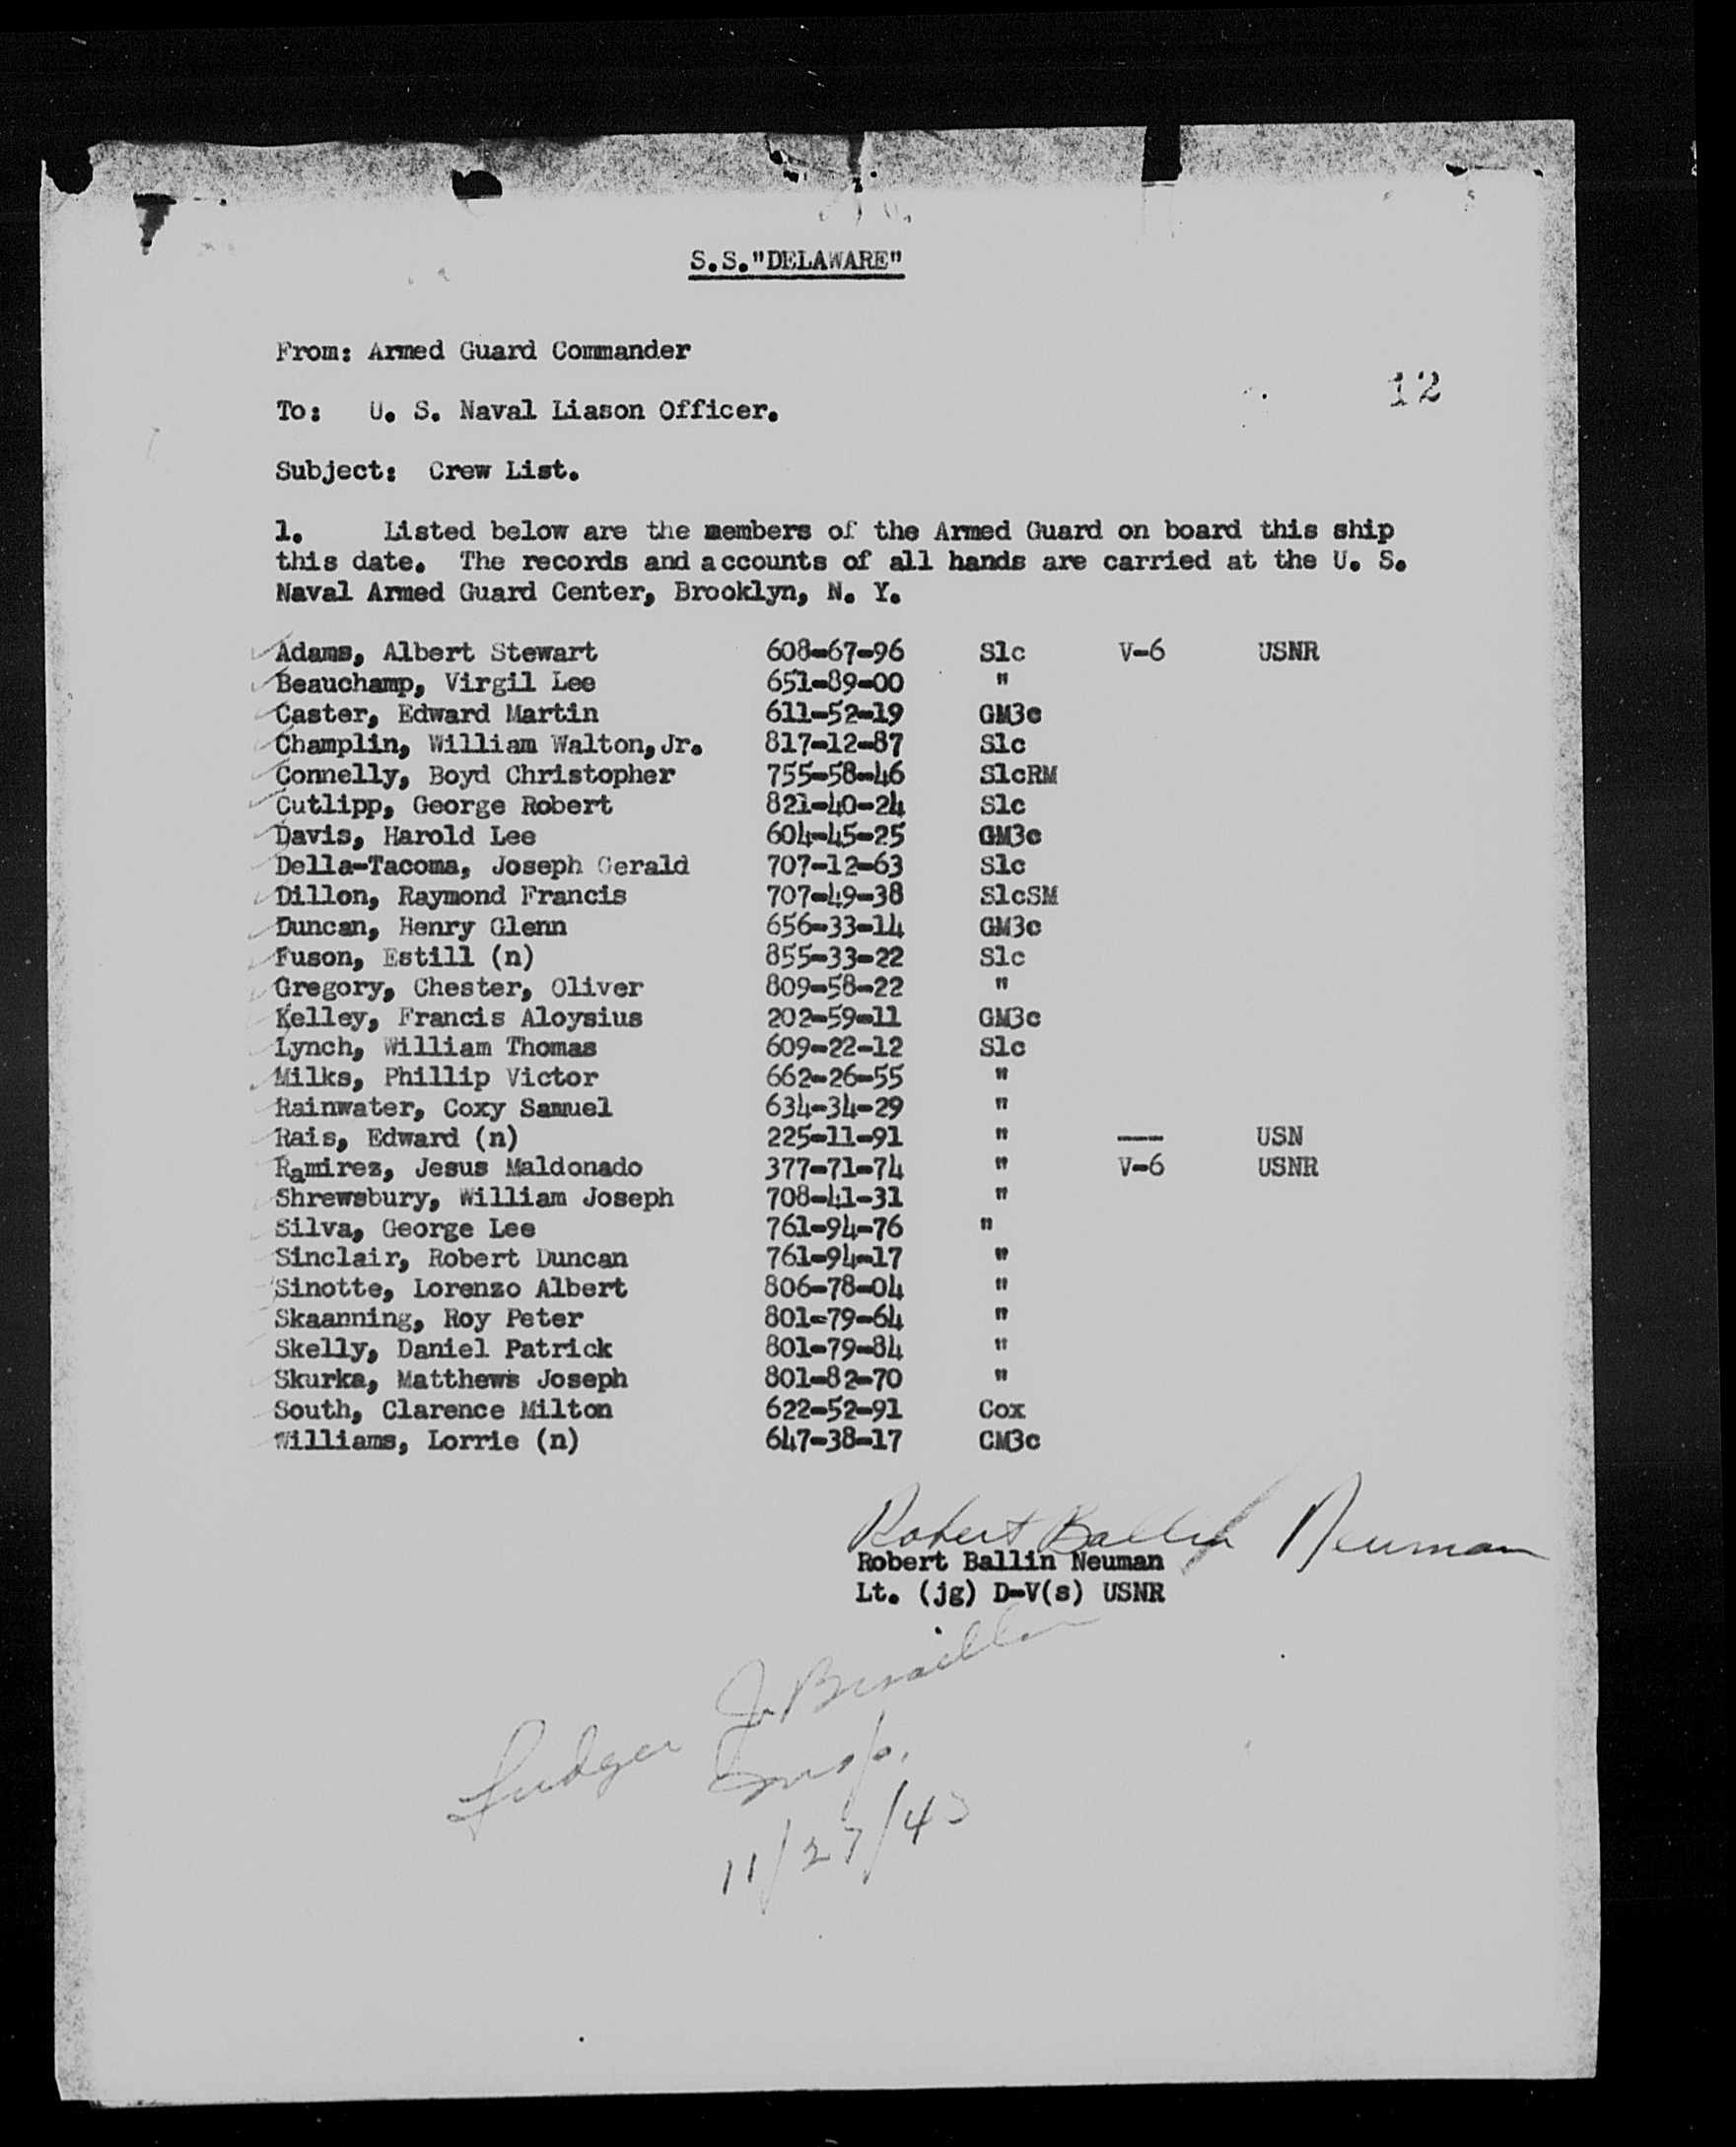 S.S."DELAWARE"
From: Armed Guard Commander
12
To: U. S. Naval Liason Officer.
Subject: Crew List.
1. Listed below are the members of the Armed Guard on board this ship
this date. The records and accounts of all hands are carried at the U. S.
Naval Armed Guard Center, Brooklyn, N. Y.
Adams, Albert Stewart 608-67-96 S1c V-6 USNR
Beauchamp, Virgil Lee 651-89-00 "
Caster, Edward Martin 611-52-19 GM3c
Champlin, William Walton,Jr. 817-12-87 S1c
Connelly, Boyd Christopher 755-58-46 S1cRM
Cutlipp, George Robert 821-40-24 S1c
Davis, Harold Lee 604-45-25 GM3c
Della-Tacoma, Joseph Gerald 707-12-63 S1c
Dillon, Raymond Francis 707-49-38 S1cSM
Duncan, Henry Glenn 656-33-14 GM3c
Fuson, Estill (n) 855-33-22 S1c
Gregory, Chester, Oliver 809-58-22 "
Kelley, Francis Aloysius 202-59-11 GM3c
Lynch, William Thomas 609-22-12 S1c
Milks, Phillip Victor 662-26-55 "
Rainwater, Coxy Samuel 634-34-29 "
Rais, Edward (n) 225-11-91 " --- USN
Ramirez, Jesus Maldonado 377-71-74 " V-6 USNR
Shrewsbury, William Joseph 708-41-31 "
Silva, George Lee 761-94-76 "
Sinclair, Robert Duncan 761-94-17 "
Sinotte, Lorenzo Albert 806-78-04 "
Skaanning, Roy Peter 801-79-64 "
Skelly, Daniel Patrick 801-79-84 "
Skurka, Matthews Joseph 801-82-70 "
South, Clarence Milton 622-52-91 Cox
Williams, Lorrie (n) 647-38-17 CM3c
Robert Ballin Neuman
Robert Ballin Neuman
Lt. (jg) D-V(s) USNR
11/27/43